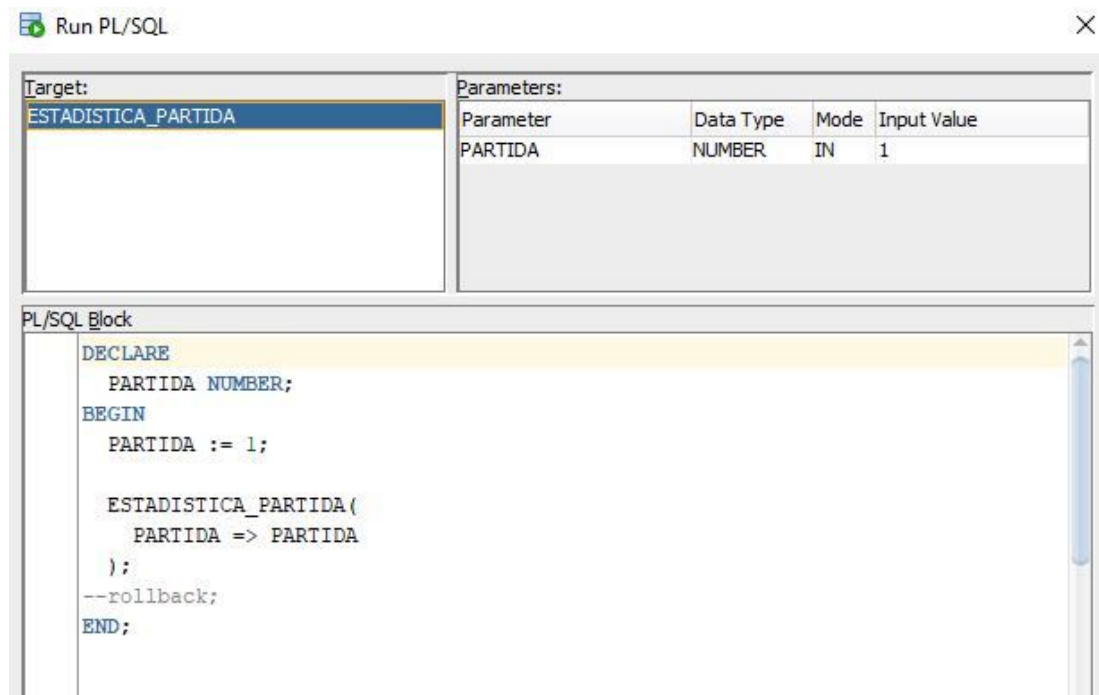 Run PL/SQL
Target:
ESTADISTICA_PARTIDA
Parameters:
Parameter Data Type Mode Input Value
PARTIDA NUMBER IN 1
PL/SQL Block
DECLARE
PARTIDA NUMBER;
BEGIN
PARTIDA := 1;
ESTADISTICA_PARTIDA(
PARTIDA => PARTIDA
);
--rollback;
END;